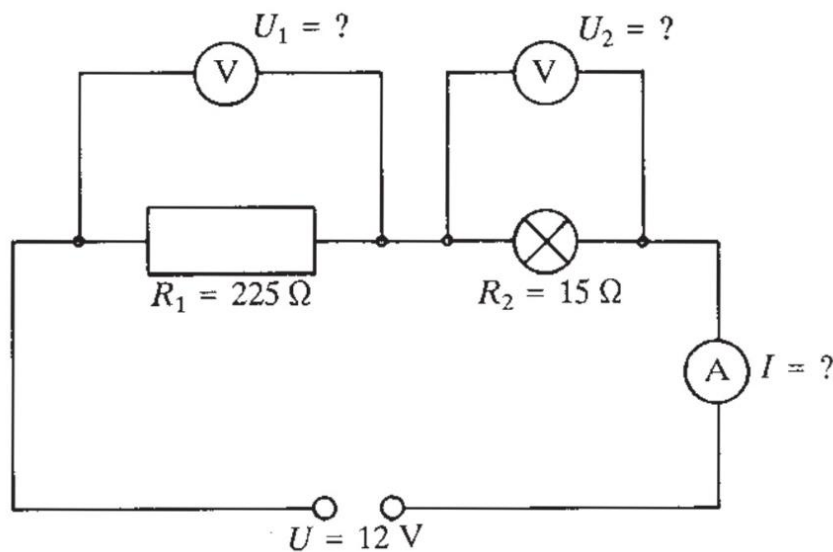 U₁ = ?
U₂ = ?
V
V
R₁ = 225 Ω
R₂ = 15 Ω
A
I = ?
U = 12 V